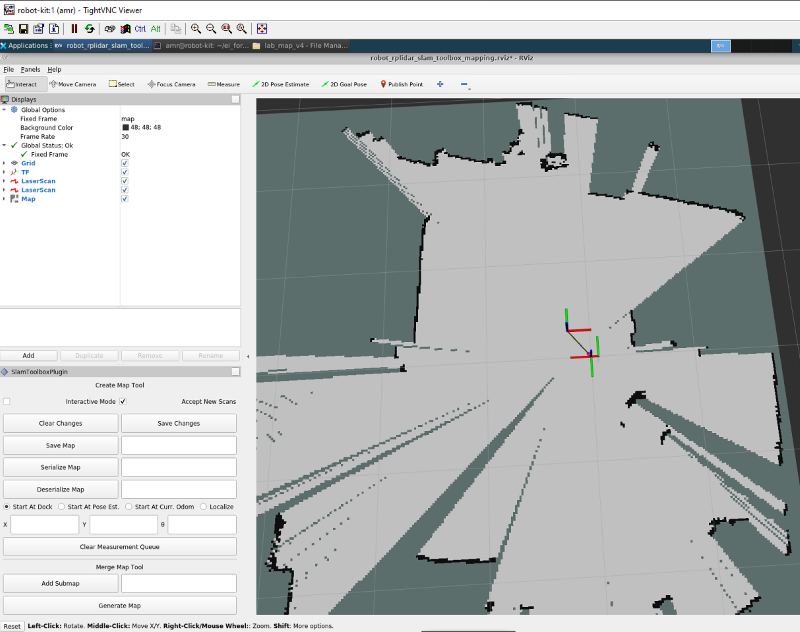 robot-kit:1 (amr) - TightVNC Viewer
Ctrl Alt
Applications robot_rplidar_slam_tool... amr@robot-kit: ~/ei_for... lab_map_v4 - File Mana...
robot_rplidar_slam_toolbox_mapping.rviz* - RViz
File Panels Help
Interact Move Camera Select Focus Camera Measure 2D Pose Estimate 2D Goal Pose Publish Point
Displays
Global Options
Fixed Frame map
Background Color 48; 48; 48
Frame Rate 30
Global Status: Ok
Fixed Frame OK
Grid
TF
LaserScan
LaserScan
Map
Add Duplicate Remove Rename
SlamToolboxPlugin
Create Map Tool
Interactive Mode Accept New Scans
Clear Changes Save Changes
Save Map
Serialize Map
Deserialize Map
Start At Dock Start At Pose Est. Start At Curr. Odom Localize
X Y θ
Clear Measurement Queue
Merge Map Tool
Add Submap
Generate Map
Reset Left-Click: Rotate. Middle-Click: Move X/Y. Right-Click/Mouse Wheel:: Zoom. Shift: More options.